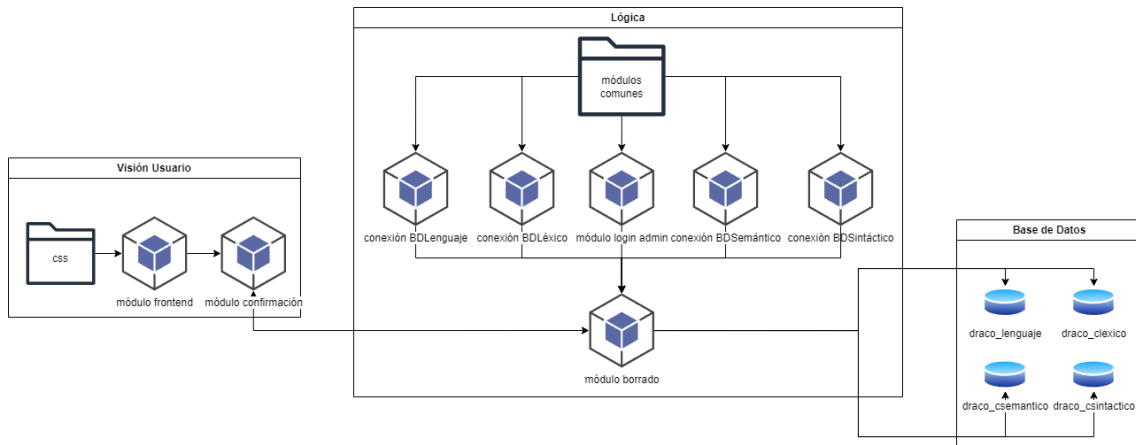 Lógica
módulos
comunes
Visión Usuario
conexión BDLenguaje
conexión BDLéxico
módulo login admin
conexión BDSemántico
conexión BDSintáctico
Base de Datos
css
módulo frontend
módulo confirmación
draco_lenguaje
draco_clexico
módulo borrado
draco_csemantico
draco_csintactico